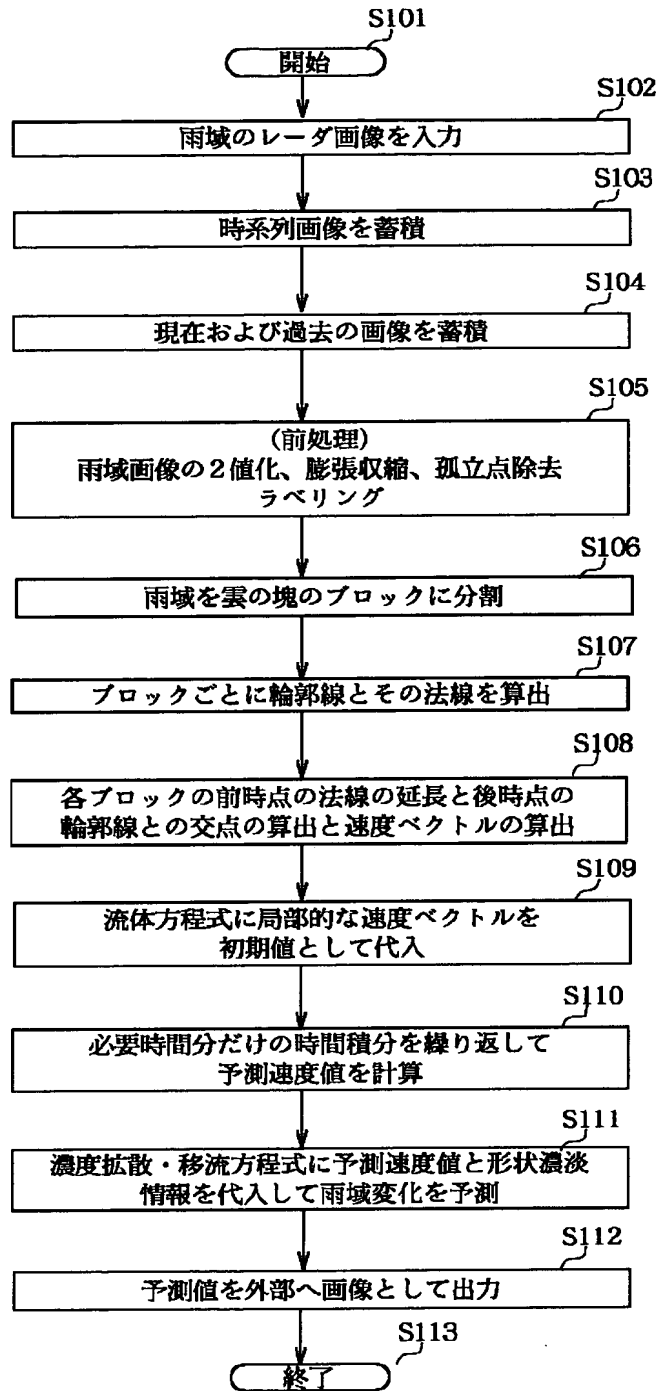 S101
開始
S102
雨域のレーダ画像を入力
S103
時系列画像を蓄積
S104
現在および過去の画像を蓄積
S105
(前処理)
雨域画像の2値化、膨張収縮、孤立点除去
ラベリング
S106
雨域を雲の塊のブロックに分割
S107
ブロックごとに輪郭線とその法線を算出
S108
各ブロックの前時点の法線の延長と後時点の
輪郭線との交点の算出と速度ベクトルの算出
S109
流体方程式に局部的な速度ベクトルを
初期値として代入
S110
必要時間分だけの時間積分を繰り返して
予測速度値を計算
S111
濃度拡散・移流方程式に予測速度値と形状濃淡
情報を代入して雨域変化を予測
S112
予測値を外部へ画像として出力
S113
終了